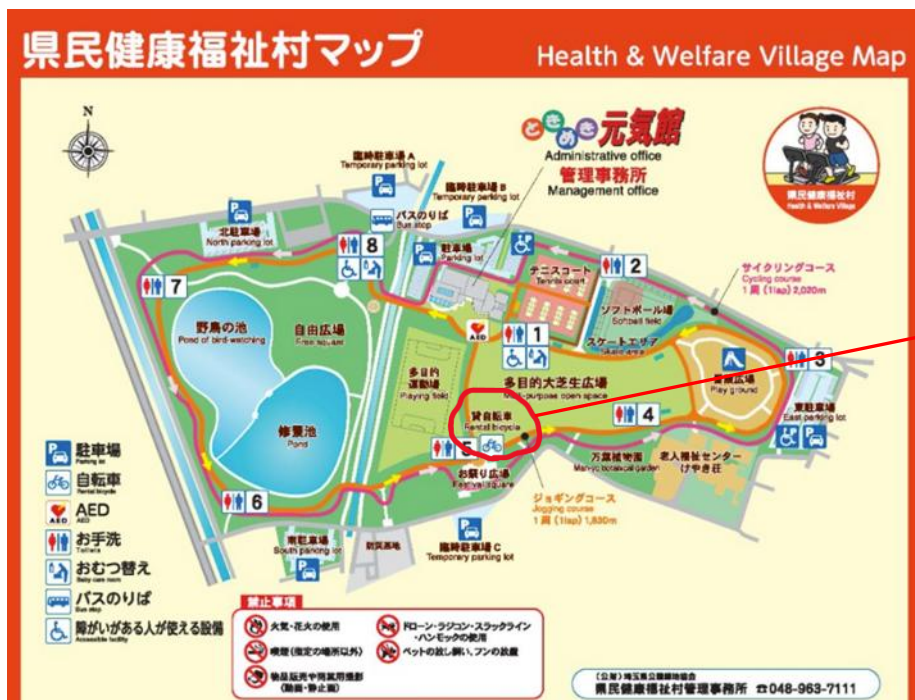 県民健康福祉村マップ
Health & Welfare Village Map
N
ときめき元気館
Administrative office
管理事務所
Management office
県民健康福祉村
Health & Welfare Village
臨時駐車場 A
Temporary parking lot
臨時駐車場 B
Temporary parking lot
バスのりば
Bus stop
北駐車場
North parking lot
駐車場
Parking lot
8
7
テニスコート
Tennis court
2
サイクリングコース
Cycling course
1周 (1lap) 2,020m
ソフトボール場
Softball field
スケートエリア
野鳥の池
Pond of bird-watching
自由広場
Free square
AED
1
3
多目的
運動場
Playing field
多目的大芝生広場
Multi-purpose open space
Play ground
東駐車場
East parking lot
貸自転車
Rental bicycle
4
修景池
Pond
5
お祭り広場
Festival square
万葉植物園
Manyo botanical garden
老人福祉センター
けやき荘
6
ジョギングコース
Jogging course
1周 (1lap) 1,830m
南駐車場
South parking lot
防災基地
臨時駐車場 C
Temporary parking lot
駐車場
Parking lot
自転車
Rental bicycle
AED
AED
お手洗
おむつ替え
Baby care room
バスのりば
Bus stop
障がいがある人が使える設備
Accessible facility
禁止事項
火気・花火の使用
喫煙(指定の場所以外)
物品販売や営業用撮影
(動画・静止画)
ドローン・ラジコン・スラックライン
・ハンモックの使用
ペットの放し飼い、フンの放置
(公財)埼玉県公園緑地協会
県民健康福祉村管理事務所 ☎048-963-7111